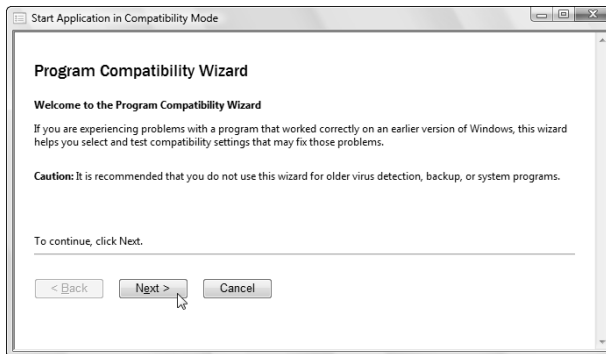 Start Application in Compatibility Mode
Program Compatibility Wizard
Welcome to the Program Compatibility Wizard
If you are experiencing problems with a program that worked correctly on an earlier version of Windows, this wizard
helps you select and test compatibility settings that may fix those problems.
Caution: It is recommended that you do not use this wizard for older virus detection, backup, or system programs.
To continue, click Next.
< Back
Next >
Cancel